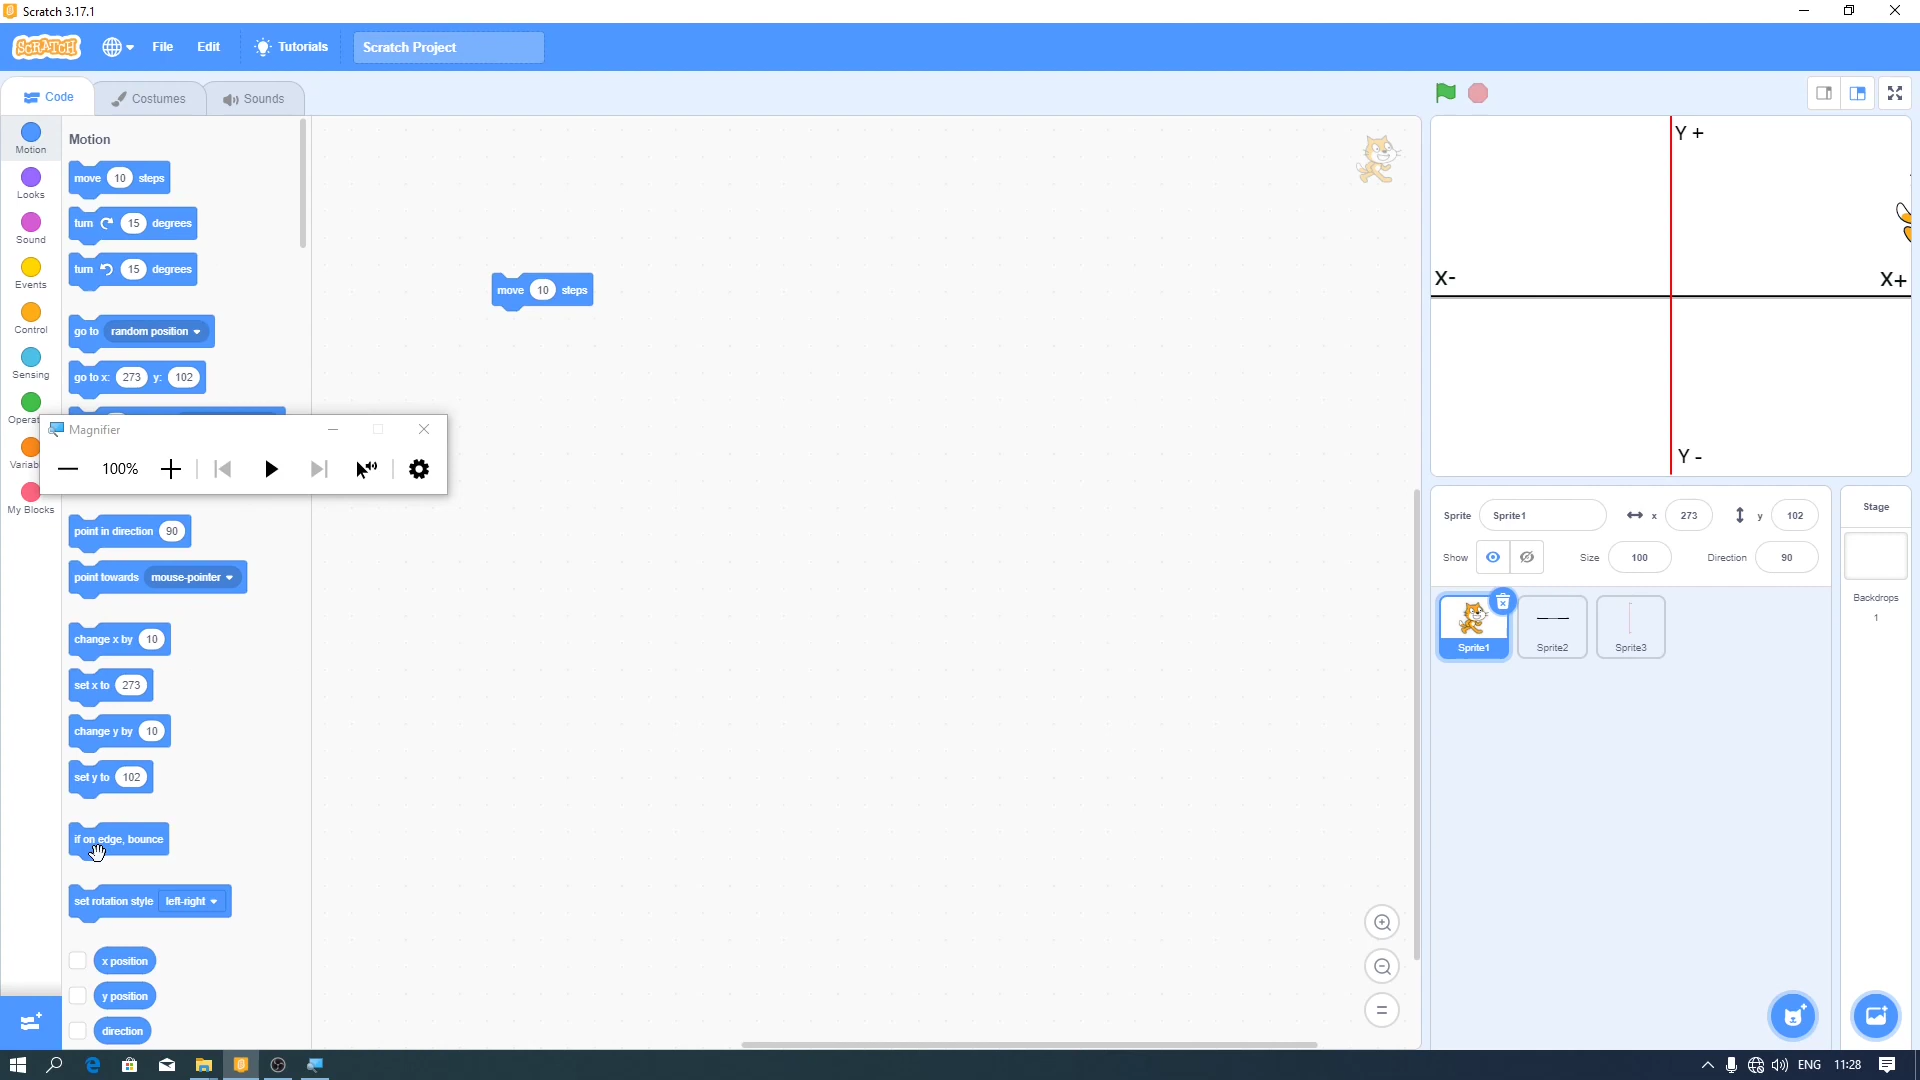 Scratch 3.17.1
SCRATCH File Edit Tutorials Scratch Project
Code Costumes Sounds
Motion
Looks
Sound
Events
Control
Sensing
Operat
Variab
My Blocks
Motion
move 10 steps
turn 15 degrees
turn 15 degrees
go to random position
go to x: 273 y: 102
point in direction 90
point towards mouse-pointer
change x by 10
set x to 273
change y by 10
set y to 102
if on edge, bounce
set rotation style left-right
x position
y position
direction
Magnifier
100%
move 10 steps
Y +
X-
X+
Y -
Sprite Sprite1 x 273 y 102
Show Size 100 Direction 90
Sprite1 Sprite2 Sprite3
Stage
Backdrops
1
ENG 11:28